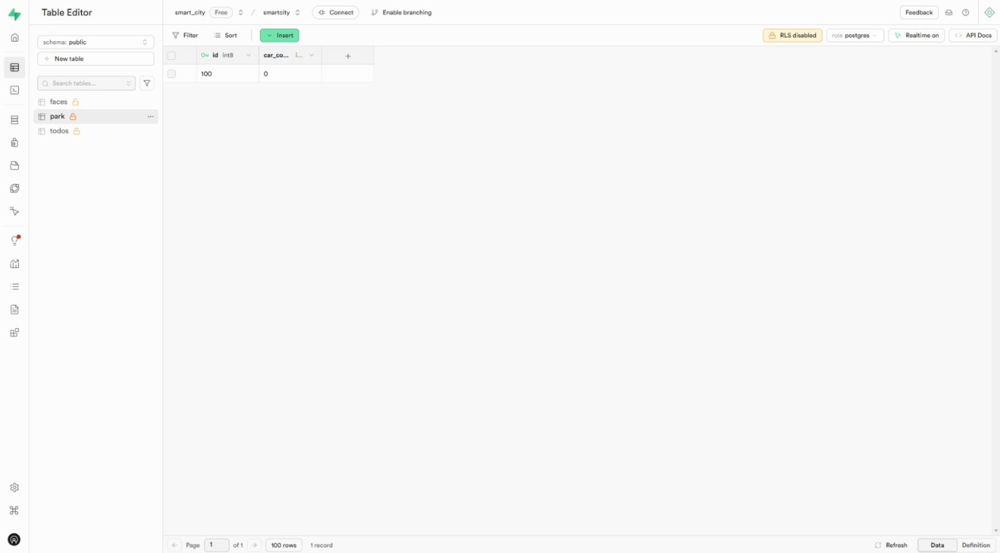 Table Editor
smart_city Free / smartcity Connect Enable branching Feedback
schema: public
New table
Search tables...
faces
park
todos
Filter Sort Insert RLS disabled role postgres Realtime on API Docs
id int8 car_co... i...
100 0
Page 1 of 1 100 rows 1 record Refresh Data Definition